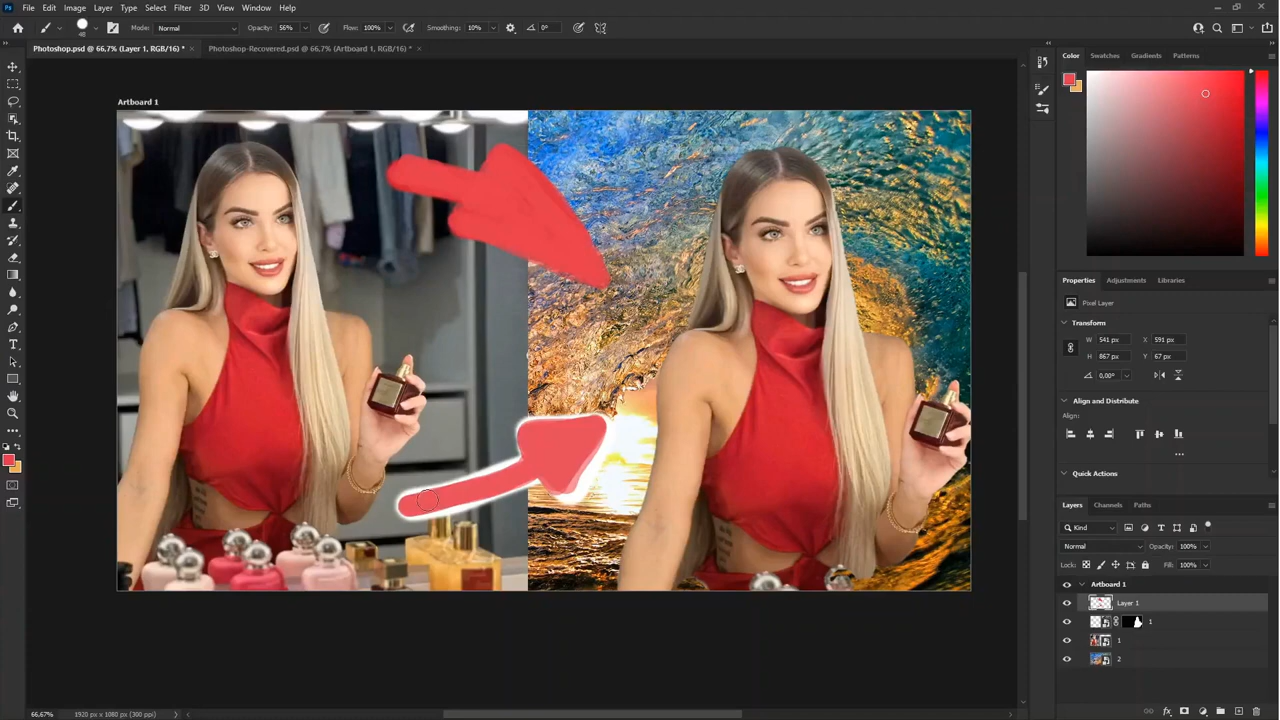 Ps File Edit Image Layer Type Select Filter 3D View Window Help
Mode: Normal Opacity: 56% Flow: 100% Smoothing: 10% 0°
Photoshop.psd @ 66,7% (Layer 1, RGB/16) * × Photoshop-Recovered.psd @ 66,7% (Artboard 1, RGB/16) * ×
Color Swatches Gradients Patterns
Artboard 1
Properties Adjustments Libraries
Pixel Layer
Transform
W 541 px X 591 px
H 867 px Y 67 px
0,00°
Align and Distribute
Align:
Quick Actions
Layers Channels Paths
Kind
Normal Opacity: 100%
Lock: Fill: 100%
Artboard 1
Layer 1
1
1
2
66,67% 1920 px x 1080 px (300 ppi)